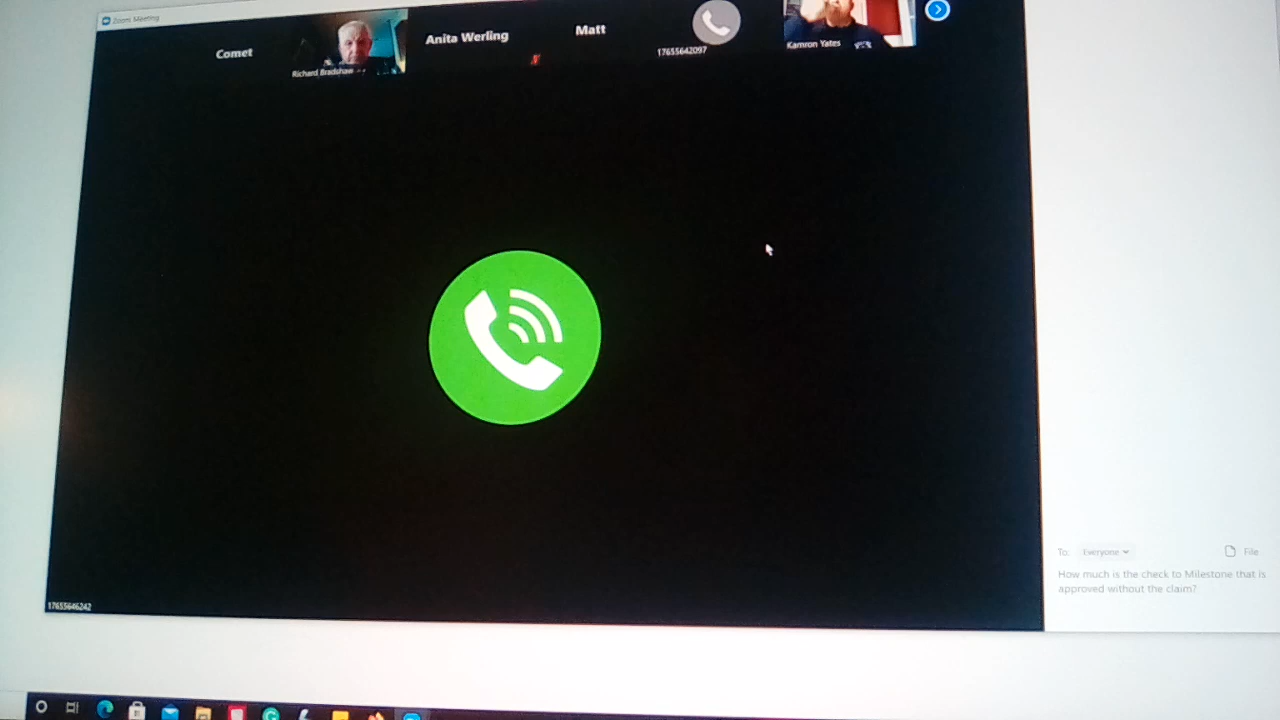 Zoom Meeting
Comet
Richard Bradshaw
Anita Werling
Matt
17655642097
Kamron Yates
17655646242
To: Everyone File
How much is the check to Milestone that is
approved without the claim?